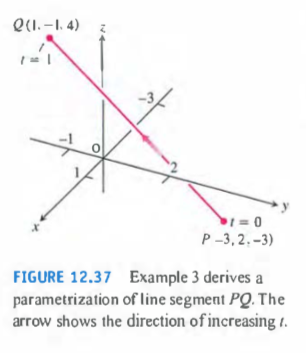 Q(1, -1, 4)
z
t = 1
-3
-1
0
1
2
y
x
t = 0
P -3, 2, -3)
FIGURE 12.37 Example 3 derives a
parametrization of line segment PQ. The
arrow shows the direction of increasing t.